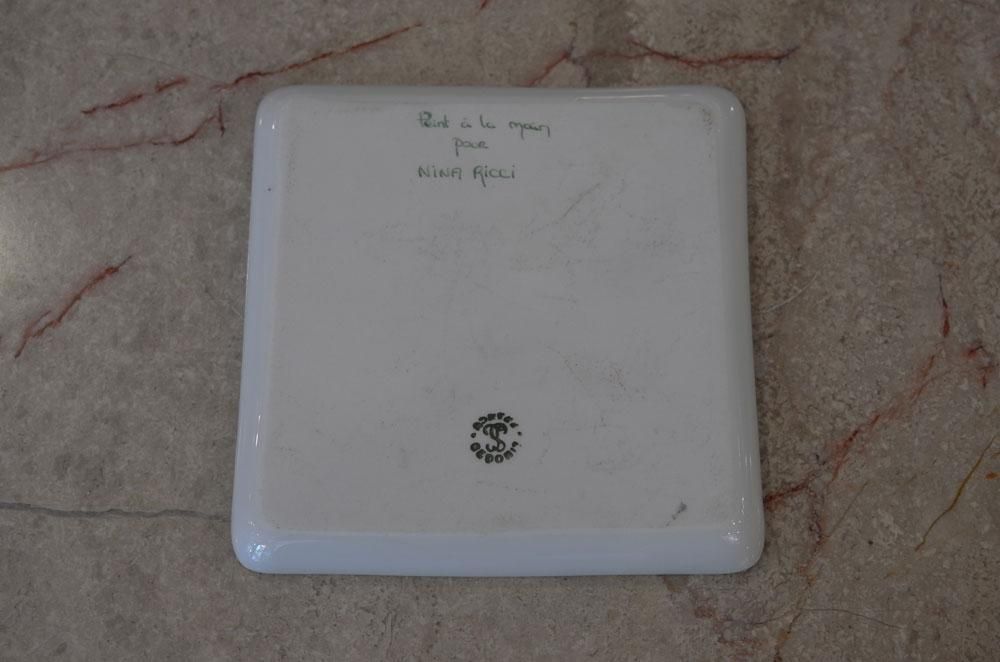 Peint à la main
pour
NINA RICCI